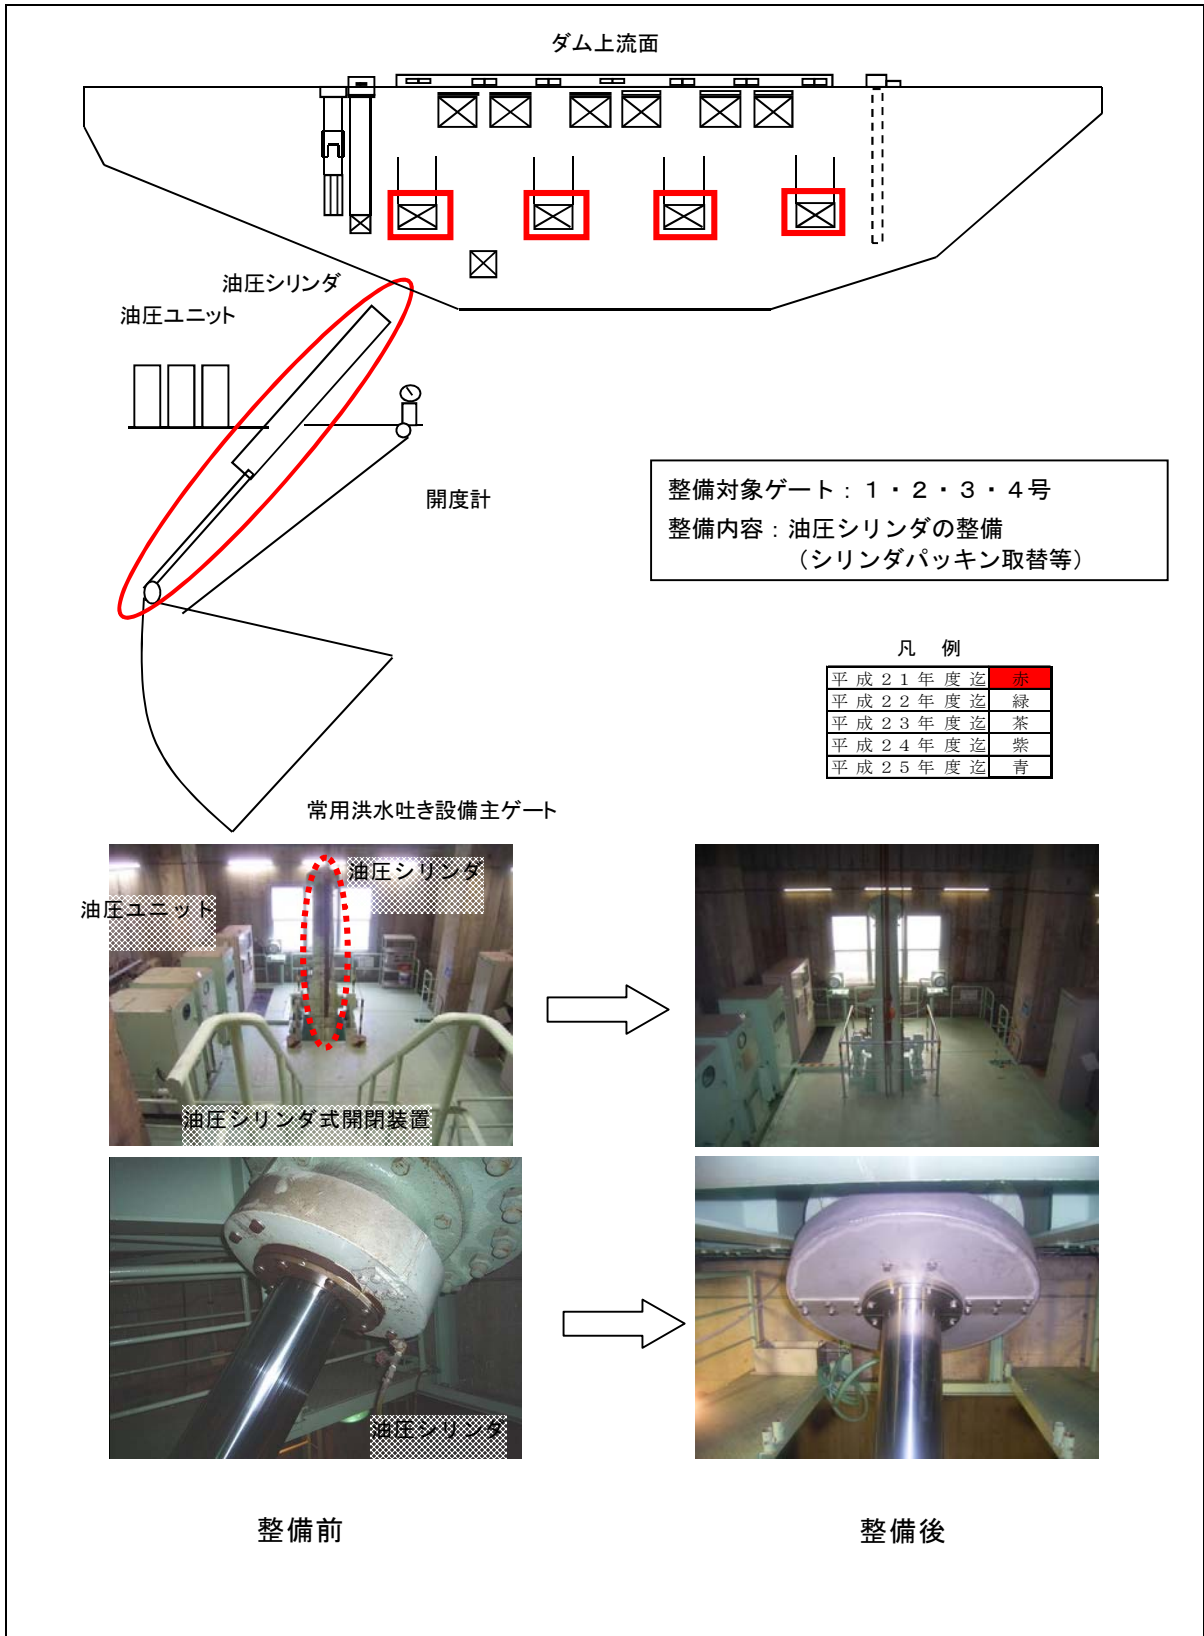 ダム上流面
油圧シリンダ
油圧ユニット
開度計
整備対象ゲート：１・２・３・４号
整備内容：油圧シリンダの整備
（シリンダパッキン取替等）
凡 例
平成２１年度迄 赤
平成２２年度迄 緑
平成２３年度迄 茶
平成２４年度迄 紫
平成２５年度迄 青
常用洪水吐き設備主ゲート
油圧シリンダ
油圧ユニット
油圧シリンダ式開閉装置
油圧シリンダ
整備前
整備後